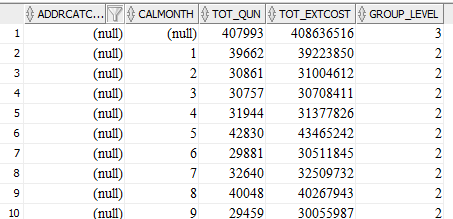 ADDRCATC... CALMONTH TOT_QUN TOT_EXTCOST GROUP_LEVEL
1 (null) (null) 407993 408636516 3
2 (null) 1 39662 39223850 2
3 (null) 2 30861 31004612 2
4 (null) 3 30757 30708411 2
5 (null) 4 31944 31377826 2
6 (null) 5 42830 43465242 2
7 (null) 6 29881 30511845 2
8 (null) 7 32640 32509732 2
9 (null) 8 40048 40267943 2
10 (null) 9 29459 30055987 2